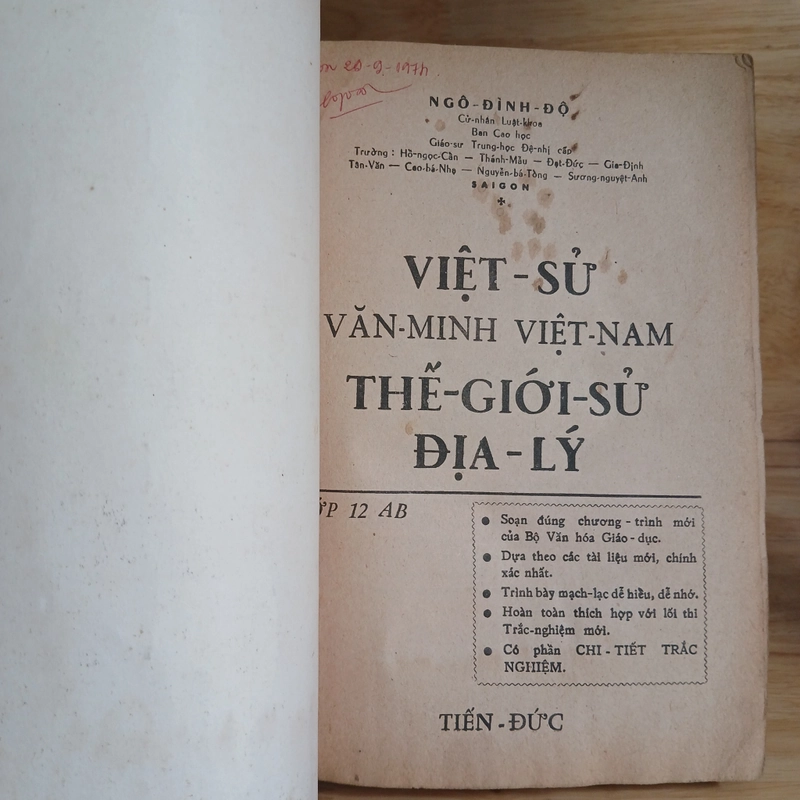 20-9-1974
NGÔ-ĐÌNH-ĐỘ
Cử-nhân Luật-khoa
Ban Cao học
Giáo-sư Trung-học Đệ-nhị cấp
Trường : Hồ-ngọc-Cần — Thánh-Mẫu — Đạt-Đức — Gia-Định
Tân-Văn — Cao-bá-Nhạ — Nguyễn-bá-Tòng — Sương-nguyệt-Anh
SAIGON
VIỆT-SỬ
VĂN-MINH VIỆT-NAM
THẾ-GIỚI-SỬ
ĐỊA-LÝ
ỚP 12 AB
Soạn đúng chương-trình mới
của Bộ Văn hóa Giáo-dục.
Dựa theo các tài liệu mới, chính
xác nhất.
Trình bày mạch-lạc dễ hiểu, dễ nhớ.
Hoàn toàn thích hợp với lối thi
Trắc-nghiệm mới.
Có phần CHI-TIẾT TRẮC
NGHIỆM.
TIẾN-ĐỨC